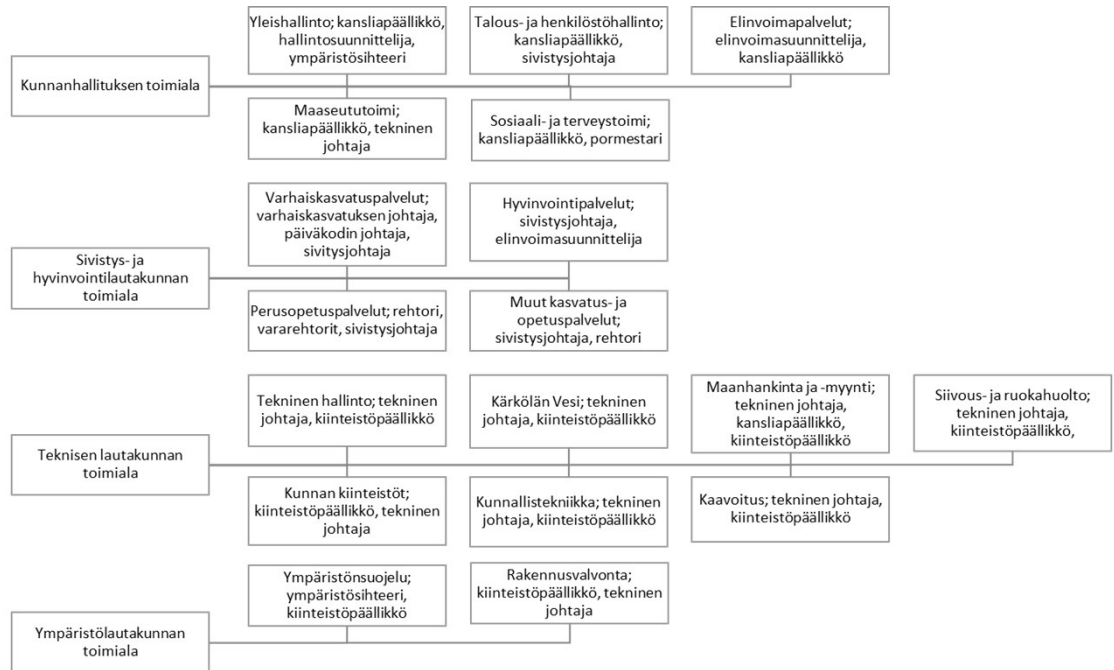 Yleishallinto; kansliapäällikkö,
hallintosuunnittelija,
ympäristösihteeri
Talous- ja henkilöstöhallinto;
kansliapäällikkö,
sivistysjohtaja
Elinvoimapalvelut;
elinvoimasuunnittelija,
kansliapäällikkö
Kunnanhallituksen toimiala
Maaseututoimi;
kansliapäällikkö, tekninen
johtaja
Sosiaali- ja terveystoimi;
kansliapäällikkö, pormestari
Varhaiskasvatuspalvelut;
varhaiskasvatuksen johtaja,
päiväkodin johtaja,
sivitysjohtaja
Hyvinvointipalvelut;
sivistysjohtaja,
elinvoimasuunnittelija
Sivistys- ja
hyvinvointilautakunnan
toimiala
Perusopetuspalvelut; rehtori,
vararehtorit, sivistysjohtaja
Muut kasvatus- ja
opetuspalvelut;
sivistysjohtaja, rehtori
Tekninen hallinto; tekninen
johtaja, kiinteistöpäällikkö
Kärkölän Vesi; tekninen
johtaja, kiinteistöpäällikkö
Maanhankinta ja -myynti;
tekninen johtaja,
kansliapäällikkö,
kiinteistöpäällikkö
Siivous- ja ruokahuolto;
tekninen johtaja,
kiinteistöpäällikkö,
Teknisen lautakunnan
toimiala
Kunnan kiinteistöt;
kiinteistöpäällikkö, tekninen
johtaja
Kunnallistekniikka; tekninen
johtaja, kiinteistöpäällikkö
Kaavoitus; tekninen johtaja,
kiinteistöpäällikkö
Ympäristönsuojelu;
ympäristösihteeri,
kiinteistöpäällikkö
Rakennusvalvonta;
kiinteistöpäällikkö, tekninen
johtaja
Ympäristölautakunnan
toimiala